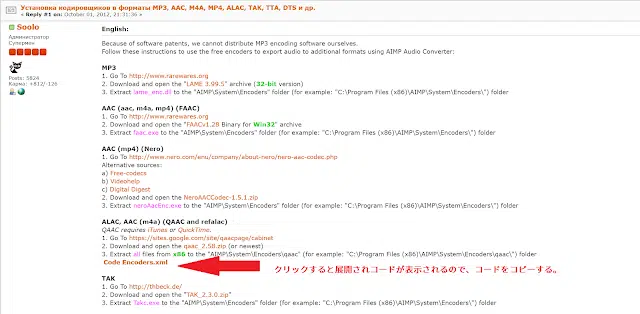 Установка кодировщиков в форматы MP3, AAC, M4A, MP4, ALAC, TAK, TTA, DTS и др.
« Reply #1 on: October 01, 2012, 21:31:36 »
Soolo
Администратор
Супермен
Posts: 5824
Карма: +812/-126
English:
Because of software patents, we cannot distribute MP3 encoding software ourselves.
Follow these instructions to use the free encoders to export audio to additional formats using AIMP Audio Converter:
MP3
1. Go To http://www.rarewares.org
2. Download and open the "LAME 3.99.5" archive (32-bit version)
3. Extract lame_enc.dll to the "AIMP\System\Encoders" folder (for example: "C:\Program Files (x86)\AIMP\System\Encoders\") folder
AAC (aac, m4a, mp4) (FAAC)
1. Go To http://www.rarewares.org
2. Download and open the "FAACv1.28 Binary for Win32" archive
3. Extract faac.exe to the "AIMP\System\Encoders" folder (for example: "C:\Program Files (x86)\AIMP\System\Encoders\") folder
AAC (mp4) (Nero)
1. Go To http://www.nero.com/enu/company/about-nero/nero-aac-codec.php
Alternative sources:
a) Free-codecs
b) Videohelp
c) Digital Digest
2. Download and open the NeroAACCodec-1.5.1.zip
3. Extract neroAacEnc.exe to the "AIMP\System\Encoders" folder (for example: "C:\Program Files (x86)\AIMP\System\Encoders\") folder
ALAC, AAC (m4a) (QAAC and refalac)
QAAC requires iTunes or QuickTime.
1. Go To https://sites.google.com/site/qaacpage/cabinet
2. Download and open the qaac_2.58.zip (or newest)
3. Extract all files from x86 to the "AIMP\System\Encoders\qaac" (for example: "C:\Program Files (x86)\AIMP\System\Encoders\qaac\") folder
Code Encoders.xml
クリックすると展開されコードが表示されるので、コードをコピーする。
TAK
1. Go To http://thbeck.de/
2. Download and open the "TAK_2.3.0.zip"
3. Extract Takc.exe to the "AIMP\System\Encoders" folder (for example: "C:\Program Files (x86)\AIMP\System\Encoders\") folder